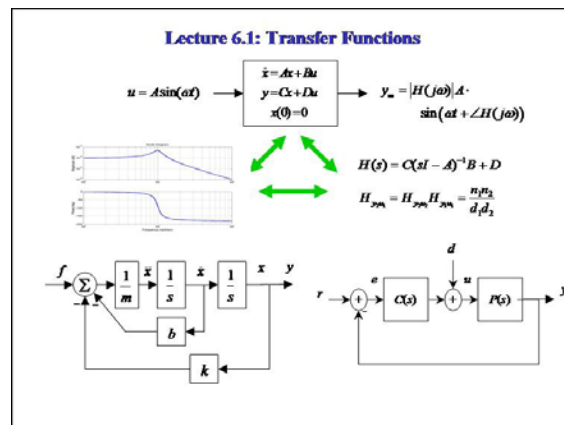 Lecture 6.1: Transfer Functions
ẋ = Ax + Bu
u = A sin(ωt)
y = Cx + Du
x(0) = 0
y_ss = |H(jω)| A ·
sin(ωt + ∠H(jω))
H(s) = C(sI − A)⁻¹B + D
H_y₂u₁ = H_y₂u₂ H_y₁u₁ = n₁n₂ / d₁d₂
f
Σ
−
−
1/m
ẍ
1/s
ẋ
1/s
x
y
b
k
d
r
+
−
e
C(s)
+
u
P(s)
y